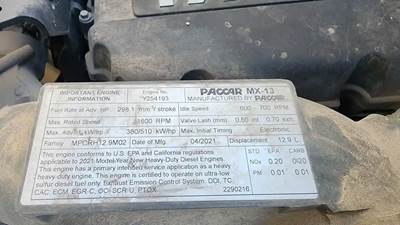 IMPORTANT ENGINE INFORMATION
Engine No.
Y254193
PACCAR MX-13
MANUFACTURED BY PACCAR
Fuel Rate at Adv. HP 298.1 mm³/stroke
Idle Speed 600 - 700 RPM
Max. Rated Speed 1600 RPM
Valve Lash (mm) 0.50 in. 0.70 exh.
Max. Adv. kW/hp 380/510 kW/hp
Max. Initial Timing Electronic
Family MPCRH12.9M02
Date of Mfg 04/2021
Displacement 12.9 L
This engine conforms to U.S. EPA and California regulations
applicable to 2021 Model-Year New Heavy-Duty Diesel Engines.
This engine has a primary intended service application as a
heavy duty engine. This engine is certified to operate on ultra-low
sulfur diesel fuel only. Exhaust Emission Control System: DDI, TC,
CAC, ECM, EGR-C, OCI-SCR-U, PTOX
2290216
STD EPA CARB
NOx 0.20
PM 0.01 0.01